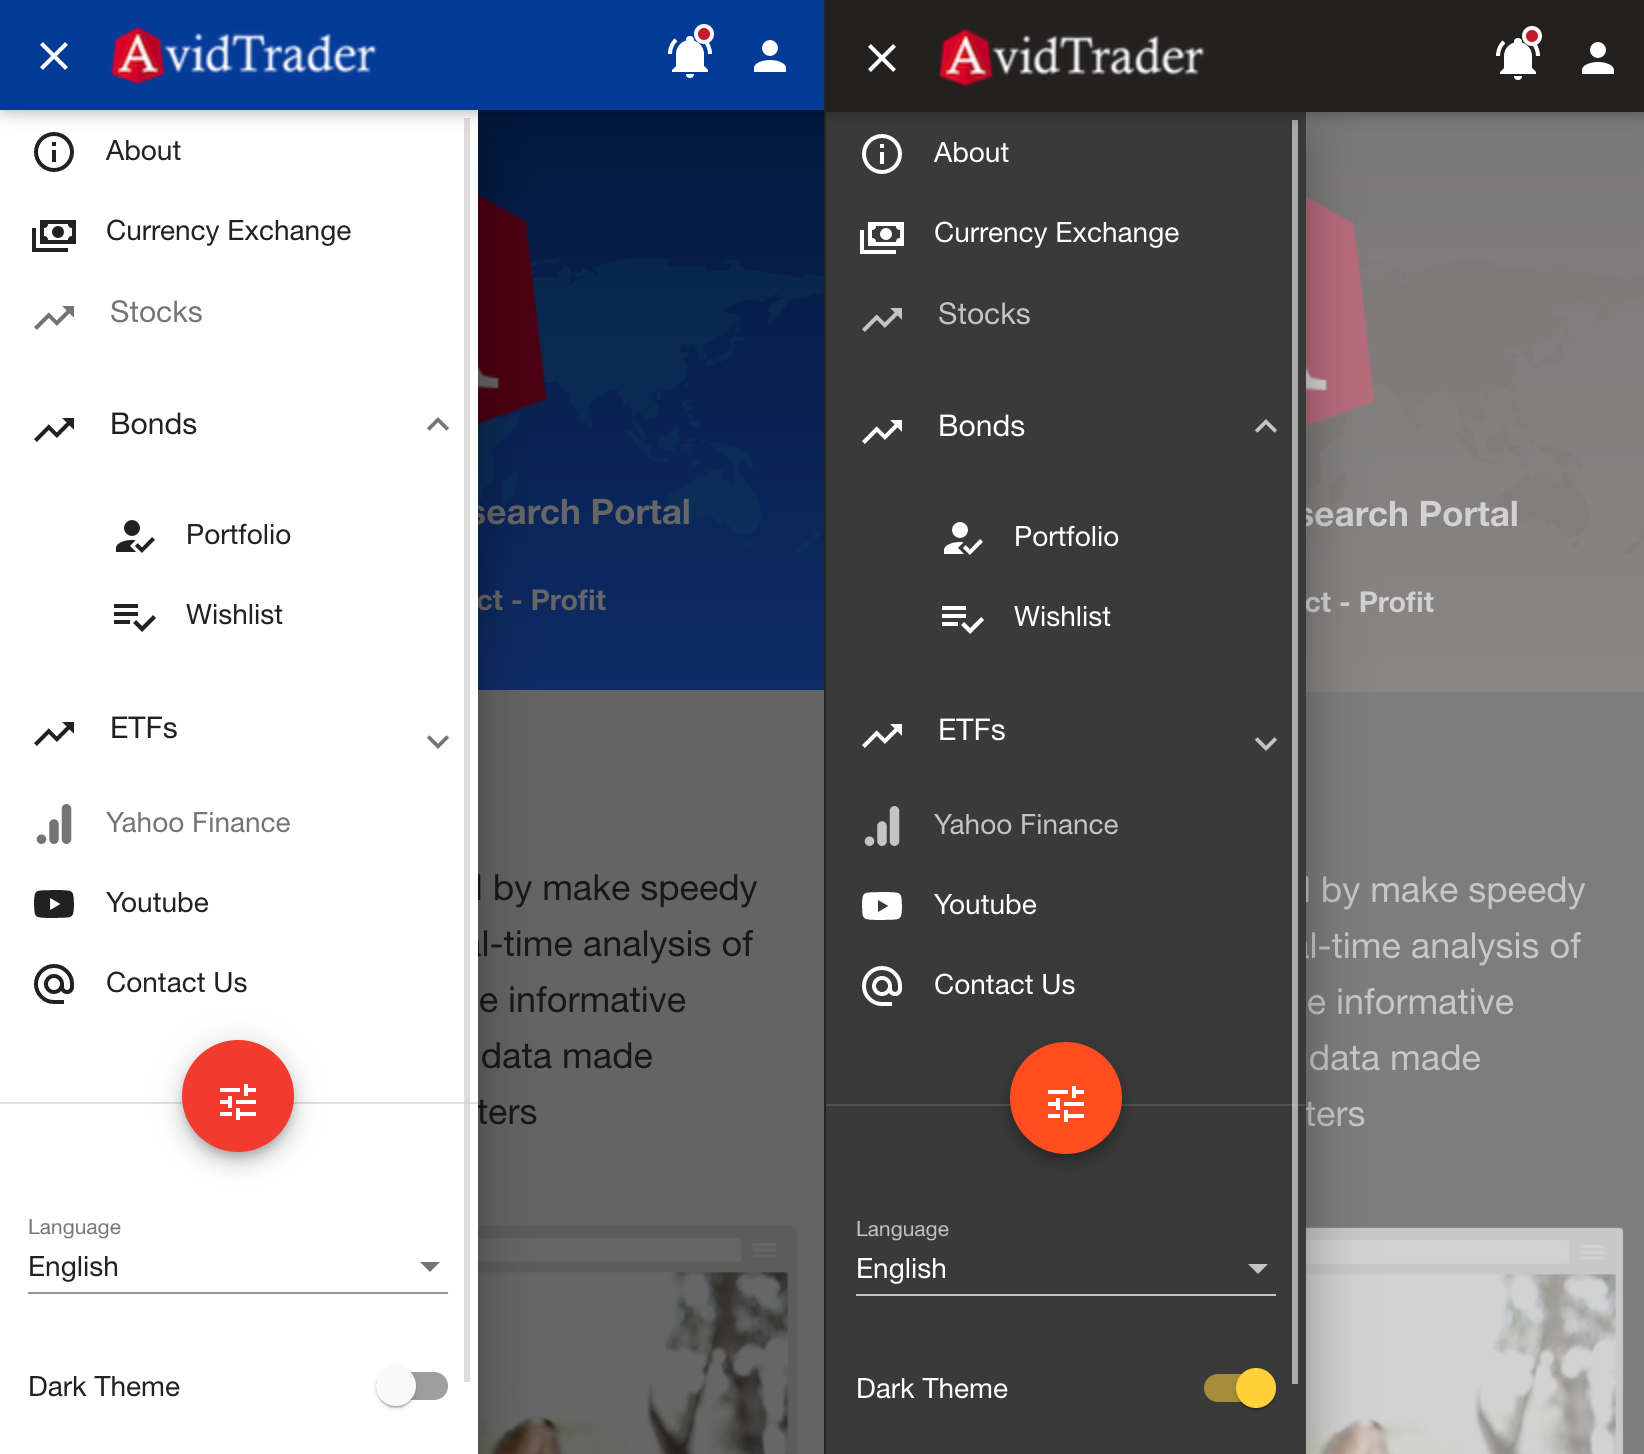 AvidTrader
About
Currency Exchange
Stocks
Bonds
Portfolio
Wishlist
ETFs
Yahoo Finance
Youtube
Contact Us
Language
English
Dark Theme
search Portal
ct - Profit
by make speedy
l-time analysis of
e informative
data made
ters
AvidTrader
About
Currency Exchange
Stocks
Bonds
Portfolio
Wishlist
ETFs
Yahoo Finance
Youtube
Contact Us
Language
English
Dark Theme
search Portal
ct - Profit
by make speedy
l-time analysis of
e informative
data made
ters